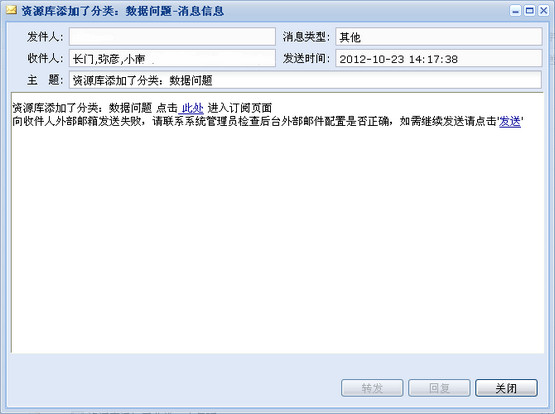 资源库添加了分类：数据问题-消息信息
发件人：
消息类型：其他
收件人：长门,弥彦,小南
发送时间：2012-10-23 14:17:38
主 题：资源库添加了分类：数据问题
资源库添加了分类：数据问题 点击 此处 进入订阅页面
向收件人外部邮箱发送失败，请联系系统管理员检查后台外部邮件配置是否正确，如需继续发送请点击'发送'
转发 回复 关闭